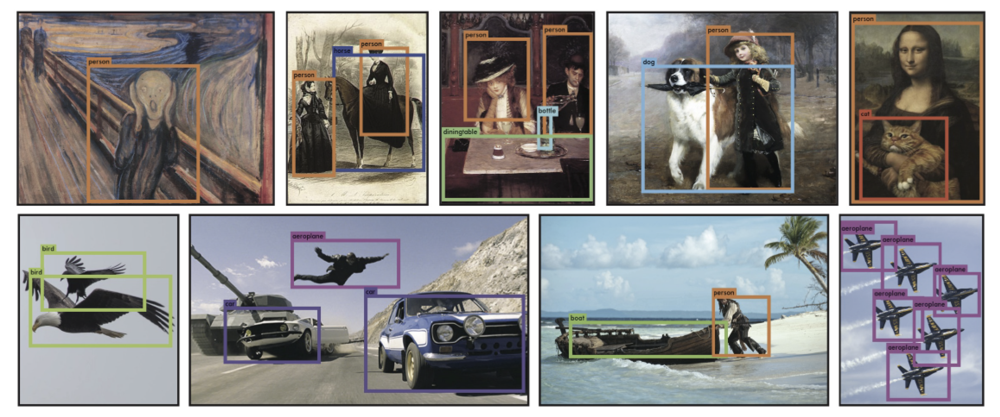 person
person
horse
person
person
person
bottle
diningtable
person
dog
person
cat
bird
bird
aeroplane
car
car
person
boat
aeroplane
aeroplane
aeroplane
aeroplane
aeroplane
aeroplane